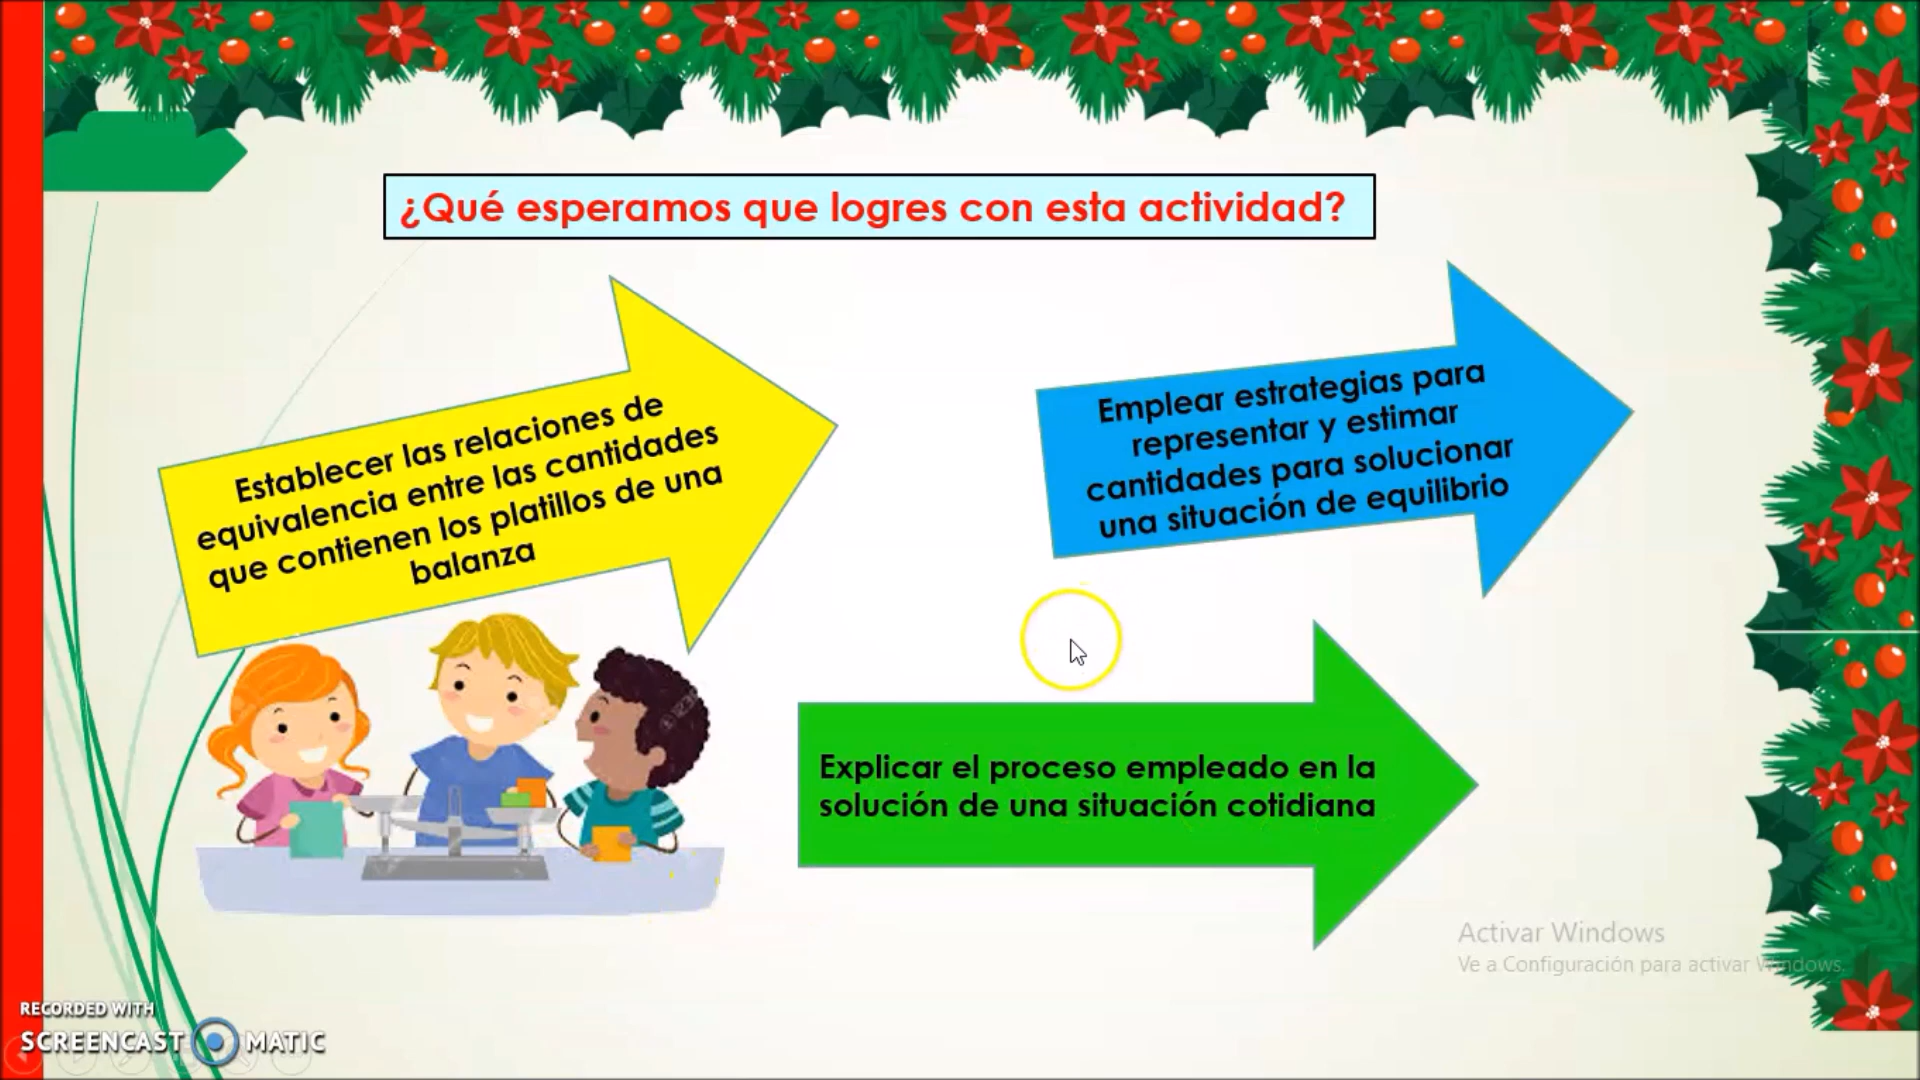 ¿Qué esperamos que logres con esta actividad?
Establecer las relaciones de
equivalencia entre las cantidades
que contienen los platillos de una
balanza
Emplear estrategias para
representar y estimar
cantidades para solucionar
una situación de equilibrio
Explicar el proceso empleado en la
solución de una situación cotidiana
Activar Windows
Ve a Configuración para activar Windows.
RECORDED WITH
SCREENCAST MATIC